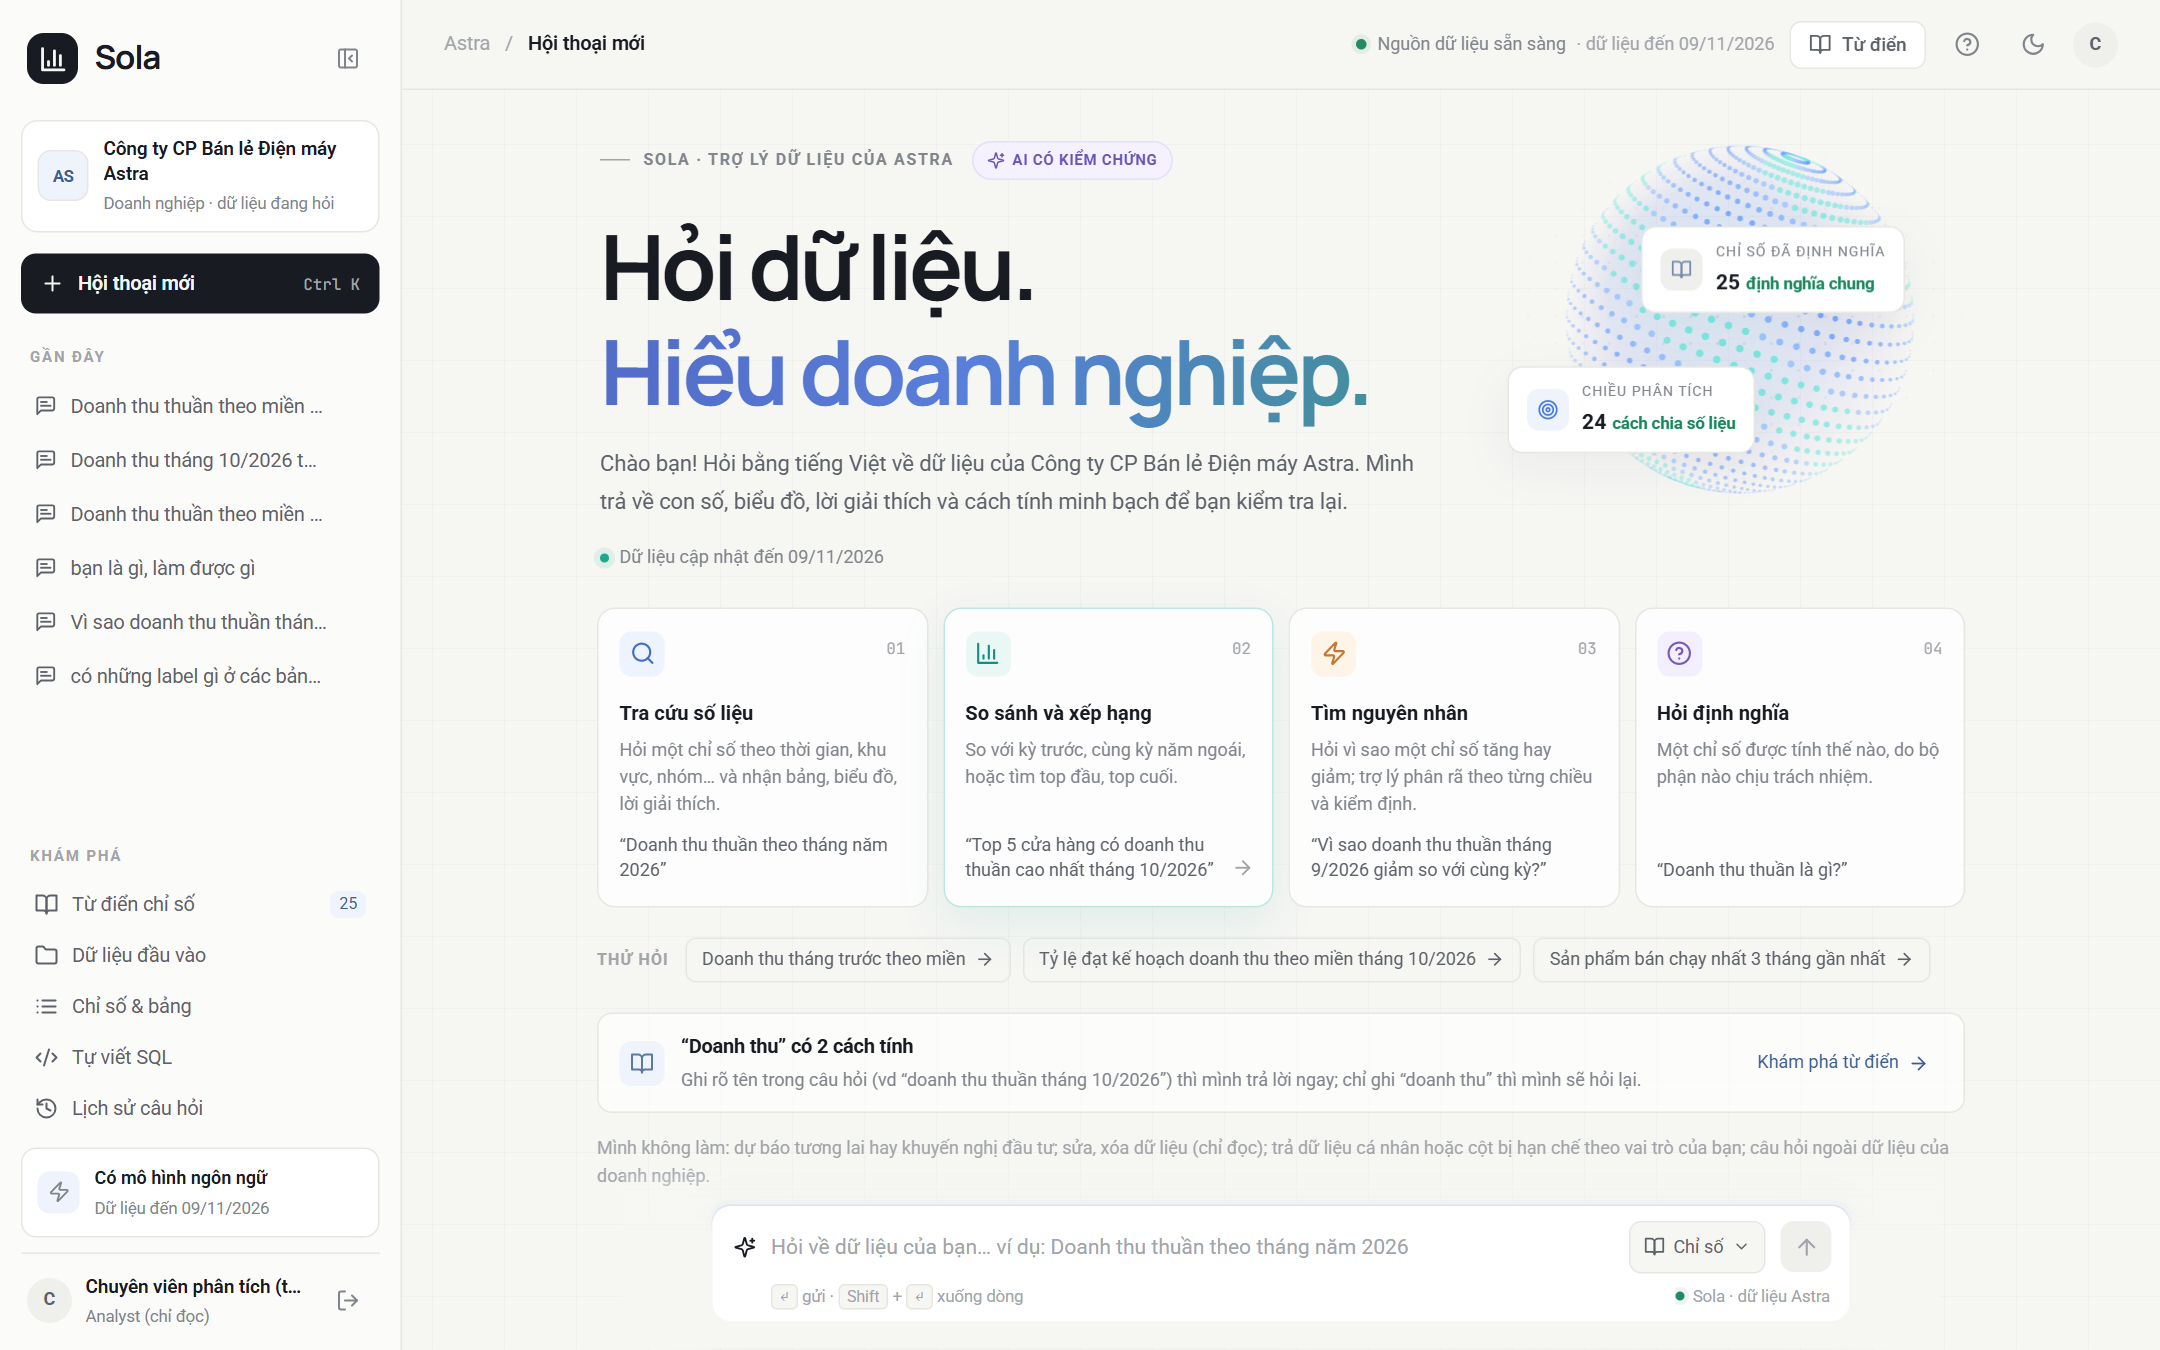 Sola
Công ty CP Bán lẻ Điện máy
Astra
AS
Doanh nghiệp · dữ liệu đang hỏi
Hội thoại mới
Ctrl K
GẦN ĐÂY
Doanh thu thuần theo miền ...
Doanh thu tháng 10/2026 t...
Doanh thu thuần theo miền ...
bạn là gì, làm được gì
Vì sao doanh thu thuần thán...
có những label gì ở các bản...
KHÁM PHÁ
Từ điển chỉ số
25
Dữ liệu đầu vào
Chỉ số & bảng
Tự viết SQL
Lịch sử câu hỏi
Có mô hình ngôn ngữ
Dữ liệu đến 09/11/2026
C
Chuyên viên phân tích (t...
Analyst (chỉ đọc)
Astra / Hội thoại mới
Nguồn dữ liệu sẵn sàng · dữ liệu đến 09/11/2026
Từ điển
C
SOLA · TRỢ LÝ DỮ LIỆU CỦA ASTRA
AI CÓ KIỂM CHỨNG
Hỏi dữ liệu.
Hiểu doanh nghiệp.
Chào bạn! Hỏi bằng tiếng Việt về dữ liệu của Công ty CP Bán lẻ Điện máy Astra. Mình
trả về con số, biểu đồ, lời giải thích và cách tính minh bạch để bạn kiểm tra lại.
Dữ liệu cập nhật đến 09/11/2026
CHỈ SỐ ĐÃ ĐỊNH NGHĨA
25 định nghĩa chung
CHIỀU PHÂN TÍCH
24 cách chia số liệu
01
Tra cứu số liệu
Hỏi một chỉ số theo thời gian, khu
vực, nhóm... và nhận bảng, biểu đồ,
lời giải thích.
“Doanh thu thuần theo tháng năm
2026”
02
So sánh và xếp hạng
So với kỳ trước, cùng kỳ năm ngoái,
hoặc tìm top đầu, top cuối.
“Top 5 cửa hàng có doanh thu
thuần cao nhất tháng 10/2026”
03
Tìm nguyên nhân
Hỏi vì sao một chỉ số tăng hay
giảm; trợ lý phân rã theo từng chiều
và kiểm định.
“Vì sao doanh thu thuần tháng
9/2026 giảm so với cùng kỳ?”
04
Hỏi định nghĩa
Một chỉ số được tính thế nào, do bộ
phận nào chịu trách nhiệm.
“Doanh thu thuần là gì?”
THỬ HỎI
Doanh thu tháng trước theo miền
Tỷ lệ đạt kế hoạch doanh thu theo miền tháng 10/2026
Sản phẩm bán chạy nhất 3 tháng gần nhất
“Doanh thu” có 2 cách tính
Ghi rõ tên trong câu hỏi (vd “doanh thu thuần tháng 10/2026”) thì mình trả lời ngay; chỉ ghi “doanh thu” thì mình sẽ hỏi lại.
Khám phá từ điển
Mình không làm: dự báo tương lai hay khuyến nghị đầu tư; sửa, xóa dữ liệu (chỉ đọc); trả dữ liệu cá nhân hoặc cột bị hạn chế theo vai trò của bạn; câu hỏi ngoài dữ liệu của
doanh nghiệp.
Hỏi về dữ liệu của bạn... ví dụ: Doanh thu thuần theo tháng năm 2026
Chỉ số
↵ gửi · Shift + ↵ xuống dòng
Sola · dữ liệu Astra